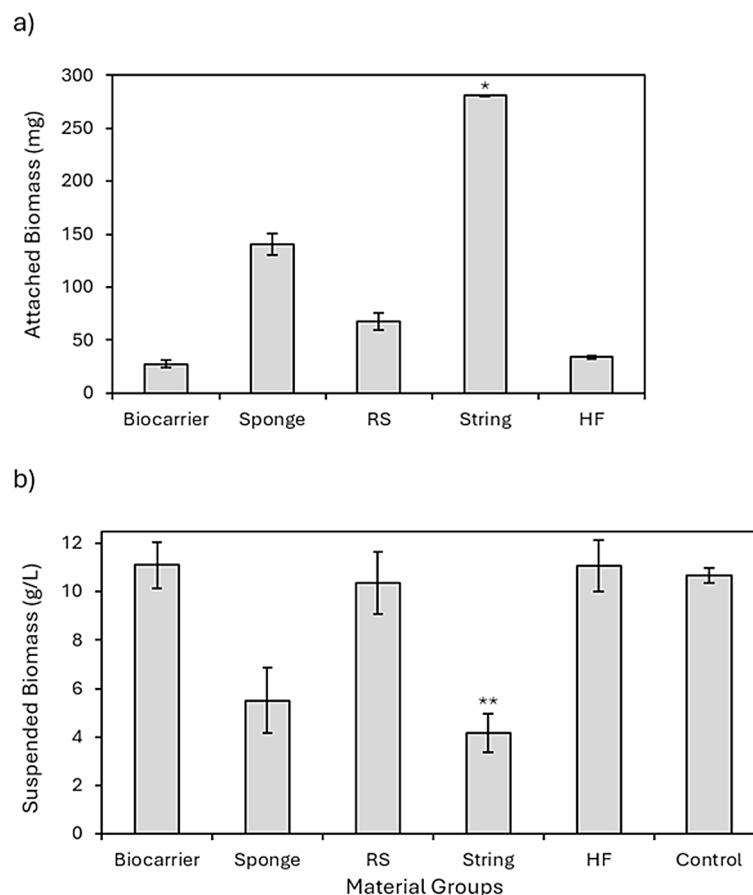 a)
300
250
200
150
100
50
0
Attached Biomass (mg)
*
Biocarrier Sponge RS String HF
b)
12
10
8
6
4
2
0
Suspended Biomass (g/L)
**
Biocarrier Sponge RS String HF Control
Material Groups